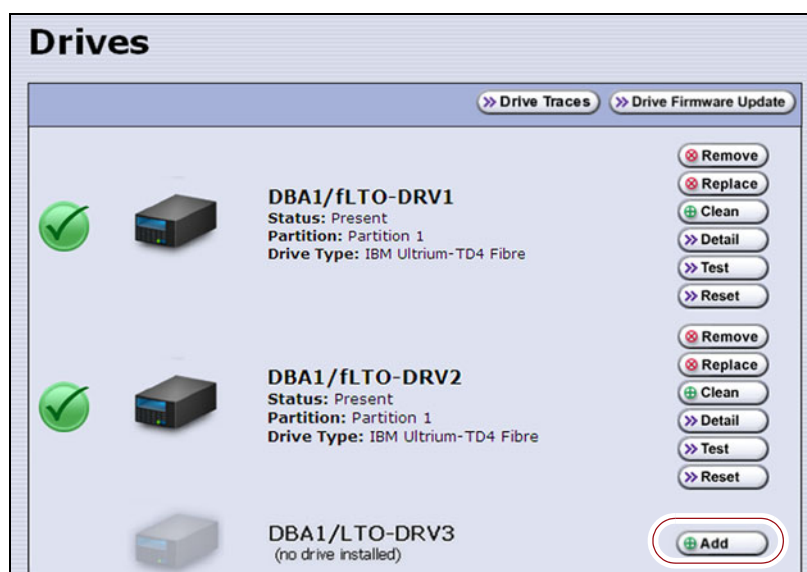 Drives
Drive Traces Drive Firmware Update
DBA1/fLTO-DRV1
Status: Present
Partition: Partition 1
Drive Type: IBM Ultrium-TD4 Fibre
Remove
Replace
Clean
Detail
Test
Reset
DBA1/fLTO-DRV2
Status: Present
Partition: Partition 1
Drive Type: IBM Ultrium-TD4 Fibre
Remove
Replace
Clean
Detail
Test
Reset
DBA1/LTO-DRV3
(no drive installed)
Add